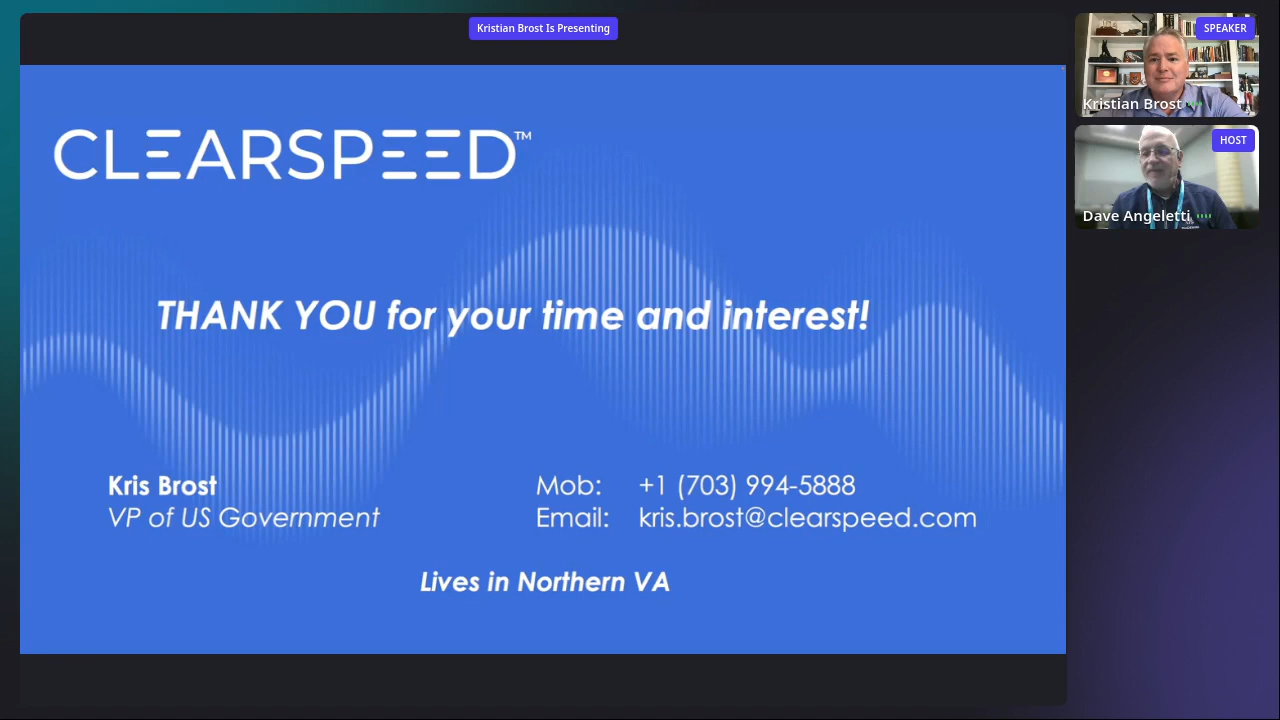 Kristian Brost Is Presenting
CLEARSPEED™
THANK YOU for your time and interest!
Kris Brost
VP of US Government
Mob: +1 (703) 994-5888
Email: kris.brost@clearspeed.com
Lives in Northern VA
SPEAKER
Kristian Brost
HOST
Dave Angeletti